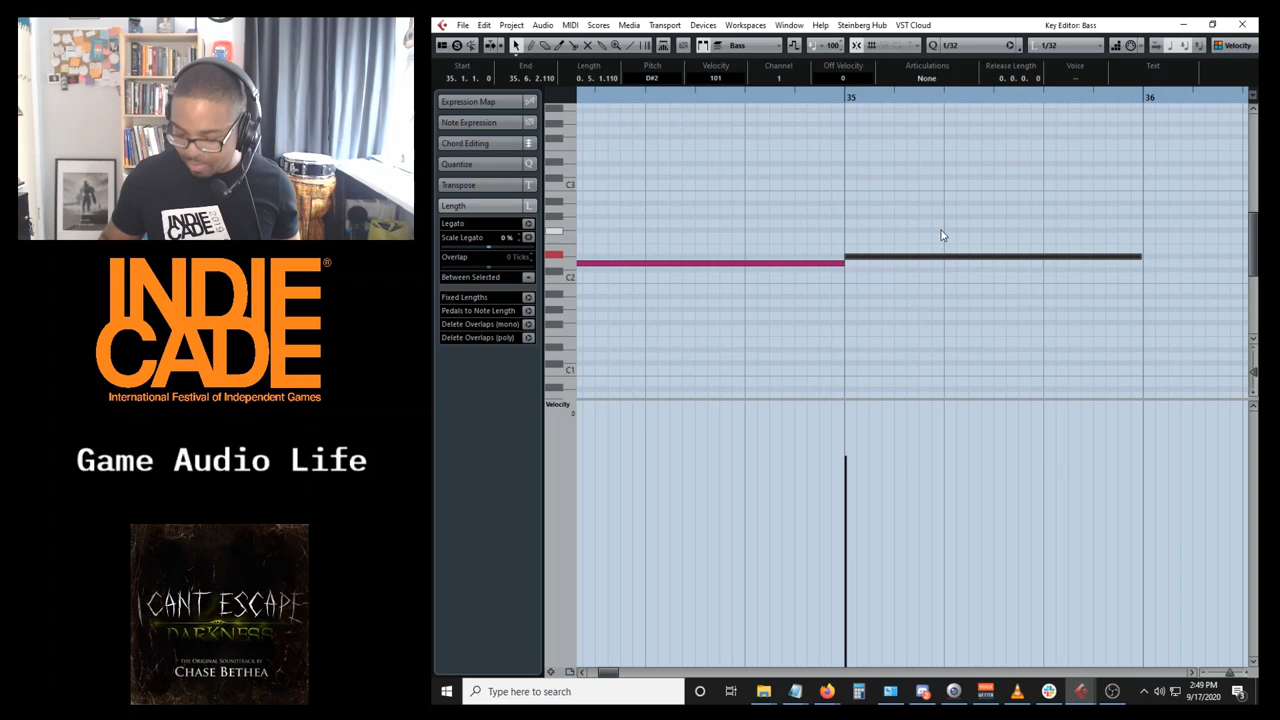 INDIE
CADE
2019
INDIE
CADE®
International Festival of Independent Games
Game Audio Life
CANT ESCAPE
DARKNESS
THE ORIGINAL SOUNDTRACK BY
CHASE BETHEA
File Edit Project Audio MIDI Scores Media Transport Devices Workspaces Window Help Steinberg Hub VST Cloud
Key Editor: Bass
Bass 100 Q 1/32 1/32 Velocity
Start End Length Pitch Velocity Channel Off Velocity Articulations Release Length Voice Text
35. 1. 1. 0 35. 6. 2.110 0. 5. 1.110 D#2 101 1 0 None 0. 0. 0. 0 --
Expression Map
Note Expression
Chord Editing
Quantize Q
Transpose T
Length L
Legato
Scale Legato 0 %
Overlap 0 Ticks
Between Selected
Fixed Lengths
Pedals to Note Length
Delete Overlaps (mono)
Delete Overlaps (poly)
35 36
C3
C2
C1
Velocity
0
Type here to search
2:49 PM
9/17/2020
3